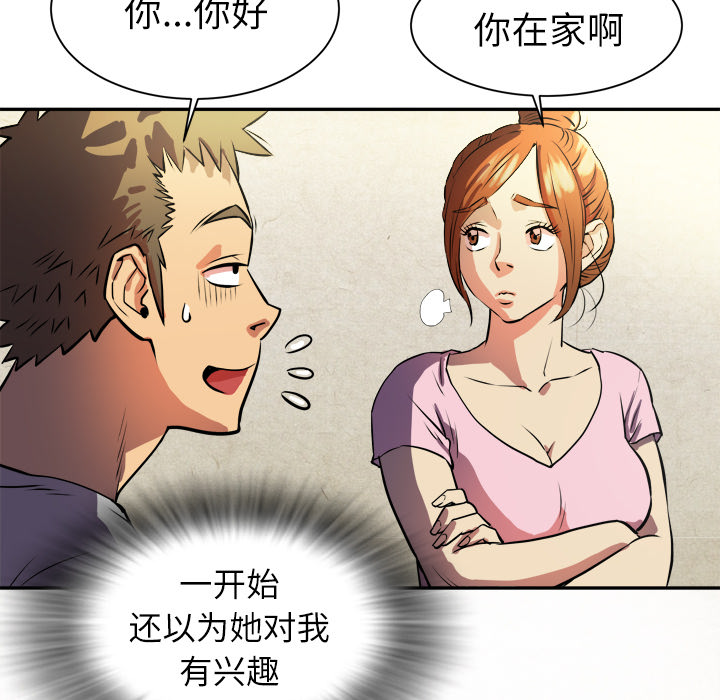 你...你好
你在家啊
一开始
还以为她对我
有兴趣